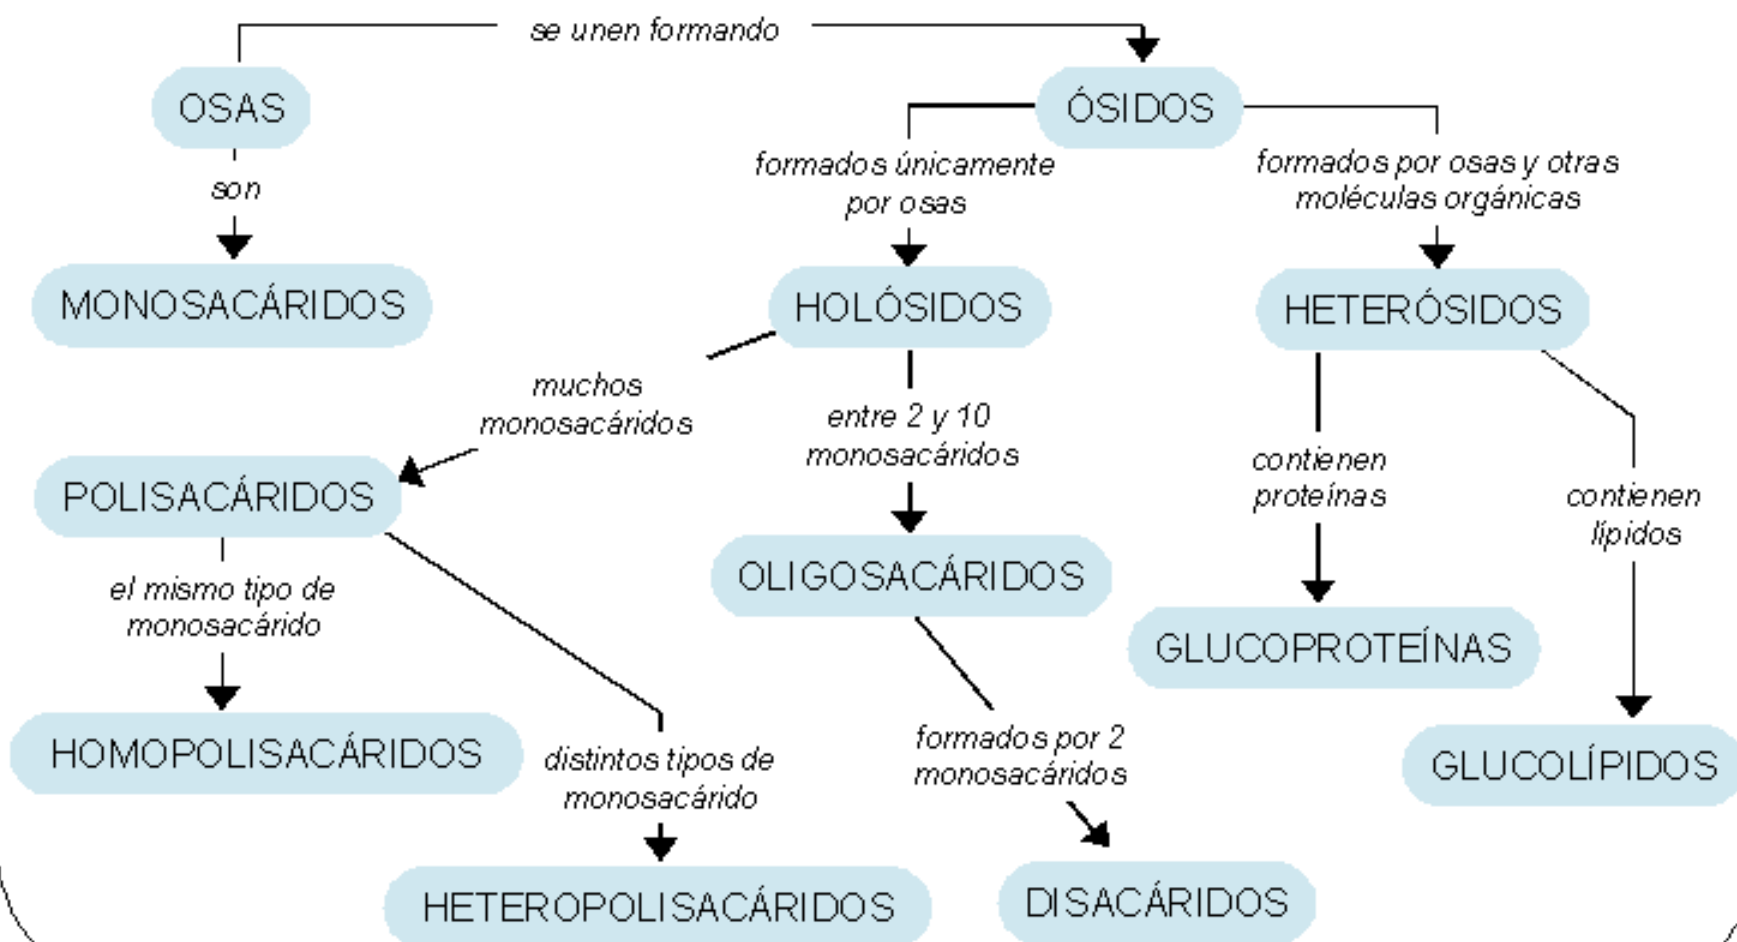 se unen formando
OSAS
ÓSIDOS
son
formados únicamente
por osas
formados por osas y otras
moléculas orgánicas
MONOSACÁRIDOS
HOLÓSIDOS
HETERÓSIDOS
muchos
monosacáridos
entre 2 y 10
monosacáridos
contienen
proteínas
contienen
lípidos
POLISACÁRIDOS
OLIGOSACÁRIDOS
el mismo tipo de
monosacárido
GLUCOPROTEÍNAS
HOMOPOLISACÁRIDOS
distintos tipos de
monosacárido
formados por 2
monosacáridos
GLUCOLÍPIDOS
HETEROPOLISACÁRIDOS
DISACÁRIDOS